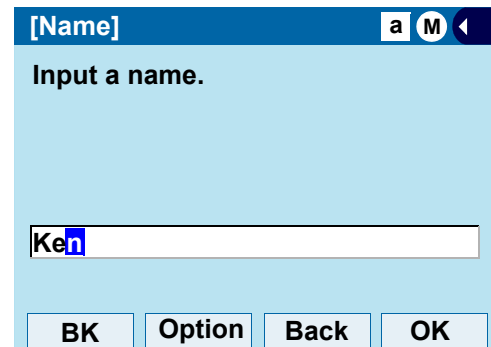 [Name] a M
Input a name.
Ken
BK Option Back OK